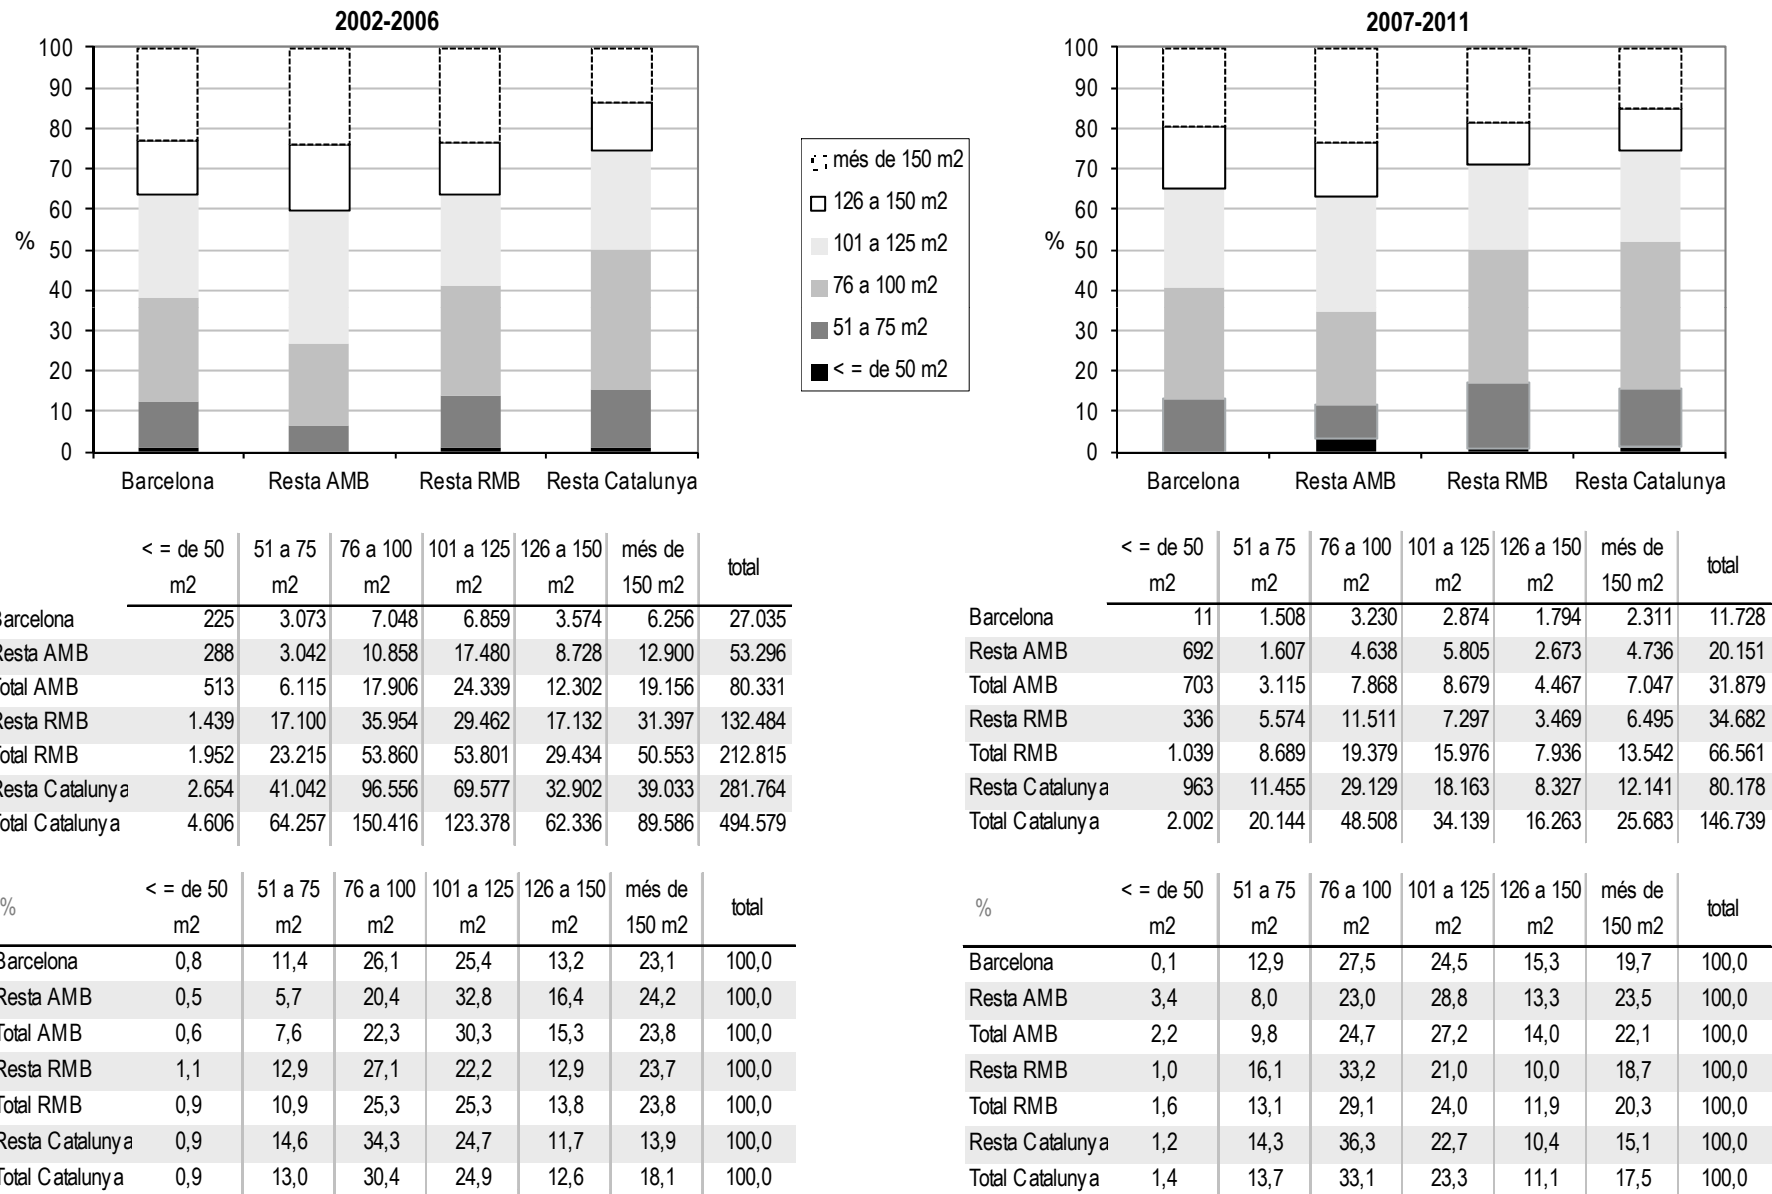 2002-2006
100
90
80
70
60
%
50
40
30
20
10
0
Barcelona Resta AMB Resta RMB Resta Catalunya
més de 150 m2
126 a 150 m2
101 a 125 m2
76 a 100 m2
51 a 75 m2
< = de 50 m2
2007-2011
100
90
80
70
60
%
50
40
30
20
10
0
Barcelona Resta AMB Resta RMB Resta Catalunya
< = de 50 m2 51 a 75 m2 76 a 100 m2 101 a 125 m2 126 a 150 m2 més de 150 m2 total
Barcelona 225 3.073 7.048 6.859 3.574 6.256 27.035
Resta AMB 288 3.042 10.858 17.480 8.728 12.900 53.296
Total AMB 513 6.115 17.906 24.339 12.302 19.156 80.331
Resta RMB 1.439 17.100 35.954 29.462 17.132 31.397 132.484
Total RMB 1.952 23.215 53.860 53.801 29.434 50.553 212.815
Resta Catalunya 2.654 41.042 96.556 69.577 32.902 39.033 281.764
Total Catalunya 4.606 64.257 150.416 123.378 62.336 89.586 494.579
% < = de 50 m2 51 a 75 m2 76 a 100 m2 101 a 125 m2 126 a 150 m2 més de 150 m2 total
Barcelona 0,8 11,4 26,1 25,4 13,2 23,1 100,0
Resta AMB 0,5 5,7 20,4 32,8 16,4 24,2 100,0
Total AMB 0,6 7,6 22,3 30,3 15,3 23,8 100,0
Resta RMB 1,1 12,9 27,1 22,2 12,9 23,7 100,0
Total RMB 0,9 10,9 25,3 25,3 13,8 23,8 100,0
Resta Catalunya 0,9 14,6 34,3 24,7 11,7 13,9 100,0
Total Catalunya 0,9 13,0 30,4 24,9 12,6 18,1 100,0
< = de 50 m2 51 a 75 m2 76 a 100 m2 101 a 125 m2 126 a 150 m2 més de 150 m2 total
Barcelona 11 1.508 3.230 2.874 1.794 2.311 11.728
Resta AMB 692 1.607 4.638 5.805 2.673 4.736 20.151
Total AMB 703 3.115 7.868 8.679 4.467 7.047 31.879
Resta RMB 336 5.574 11.511 7.297 3.469 6.495 34.682
Total RMB 1.039 8.689 19.379 15.976 7.936 13.542 66.561
Resta Catalunya 963 11.455 29.129 18.163 8.327 12.141 80.178
Total Catalunya 2.002 20.144 48.508 34.139 16.263 25.683 146.739
% < = de 50 m2 51 a 75 m2 76 a 100 m2 101 a 125 m2 126 a 150 m2 més de 150 m2 total
Barcelona 0,1 12,9 27,5 24,5 15,3 19,7 100,0
Resta AMB 3,4 8,0 23,0 28,8 13,3 23,5 100,0
Total AMB 2,2 9,8 24,7 27,2 14,0 22,1 100,0
Resta RMB 1,0 16,1 33,2 21,0 10,0 18,7 100,0
Total RMB 1,6 13,1 29,1 24,0 11,9 20,3 100,0
Resta Catalunya 1,2 14,3 36,3 22,7 10,4 15,1 100,0
Total Catalunya 1,4 13,7 33,1 23,3 11,1 17,5 100,0